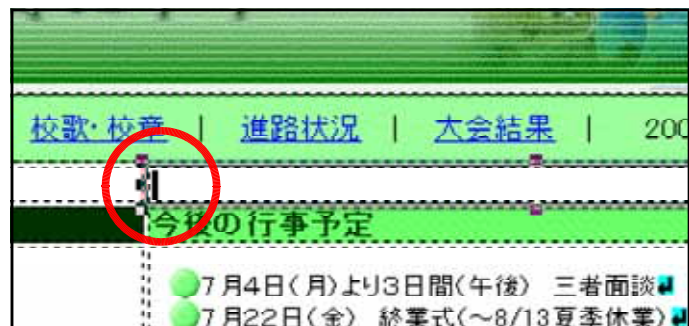 校歌・校章 | 進路状況 | 大会結果 | 200
今後の行事予定
7月4日(月)より3日間(午後) 三者面談
7月22日(金) 終業式(~8/13夏季休業)